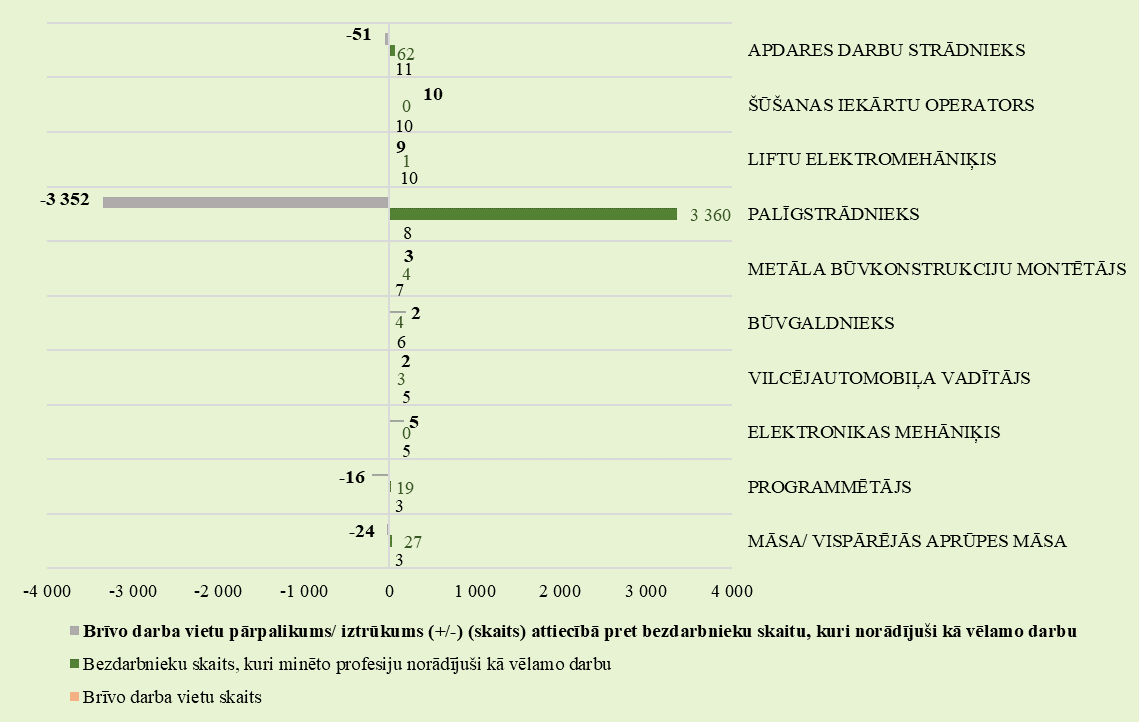 -51
62
11
APDARES DARBU STRĀDNIEKS
10
0
10
ŠŪŠANAS IEKĀRTU OPERATORS
9
1
10
LIFTU ELEKTROMEHĀNIĶIS
-3 352
3 360
8
PALĪGSTRĀDNIEKS
3
4
7
METĀLA BŪVKONSTRUKCIJU MONTĒTĀJS
2
4
6
BŪVGALDNIEKS
2
3
5
VILCĒJAUTOMOBIĻA VADĪTĀJS
5
0
5
ELEKTRONIKAS MEHĀNIĶIS
-16
19
3
PROGRAMMĒTĀJS
-24
27
3
MĀSA/ VISPĀRĒJĀS APRŪPES MĀSA
-4 000 -3 000 -2 000 -1 000 0 1 000 2 000 3 000 4 000
Brīvo darba vietu pārpalikums/ iztrūkums (+/-) (skaits) attiecībā pret bezdarbnieku skaitu, kuri norādījuši kā vēlamo darbu
Bezdarbnieku skaits, kuri minēto profesiju norādījuši kā vēlamo darbu
Brīvo darba vietu skaits